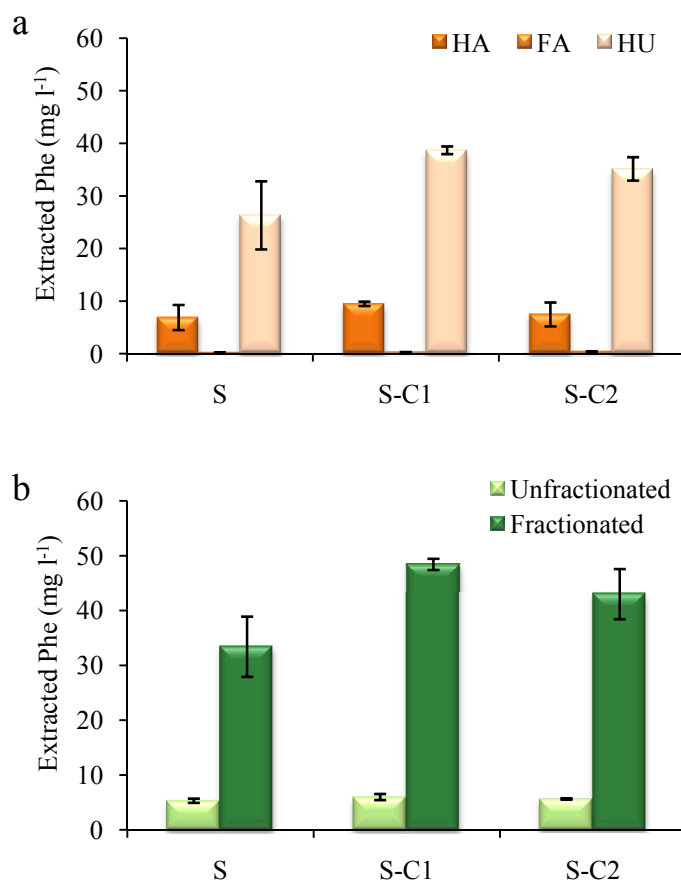 a
HA FA HU
Extracted Phe (mg l-1)
60
50
40
30
20
10
0
S S-C1 S-C2
b
Unfractionated
Fractionated
Extracted Phe (mg l-1)
60
50
40
30
20
10
0
S S-C1 S-C2